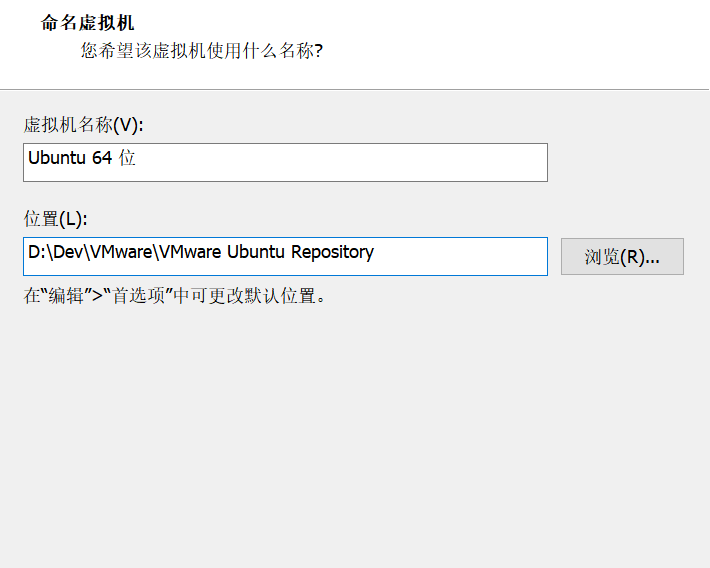 命名虚拟机
您希望该虚拟机使用什么名称?
虚拟机名称(V):
Ubuntu 64 位
位置(L):
D:\Dev\VMware\VMware Ubuntu Repository
浏览(R)...
在“编辑”>“首选项”中可更改默认位置。